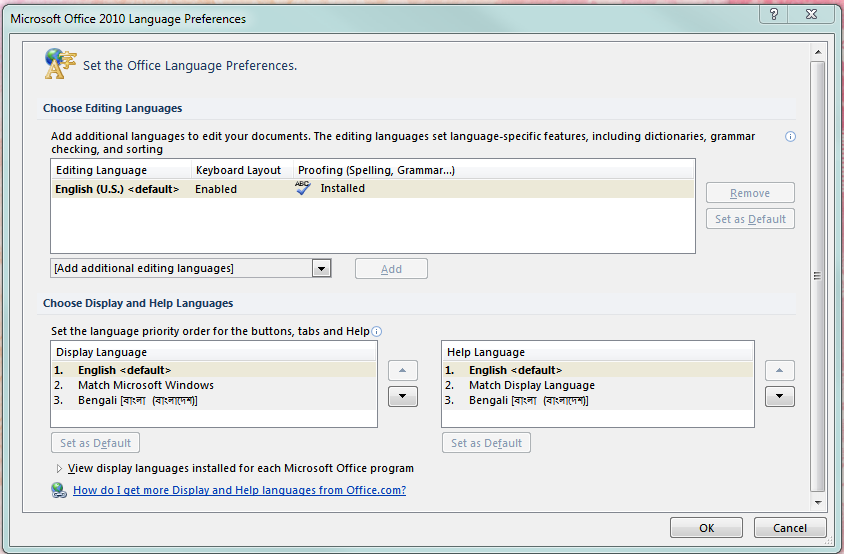 Microsoft Office 2010 Language Preferences
Set the Office Language Preferences.
Choose Editing Languages
Add additional languages to edit your documents. The editing languages set language-specific features, including dictionaries, grammar
checking, and sorting
Editing Language Keyboard Layout Proofing (Spelling, Grammar...)
English (U.S.) <default> Enabled ABC Installed
Remove
Set as Default
[Add additional editing languages] Add
Choose Display and Help Languages
Set the language priority order for the buttons, tabs and Help
Display Language
1. English <default>
2. Match Microsoft Windows
3. Bengali [বাংলা (বাংলাদেশ)]
Set as Default
Help Language
1. English <default>
2. Match Display Language
3. Bengali [বাংলা (বাংলাদেশ)]
Set as Default
View display languages installed for each Microsoft Office program
How do I get more Display and Help languages from Office.com?
OK Cancel